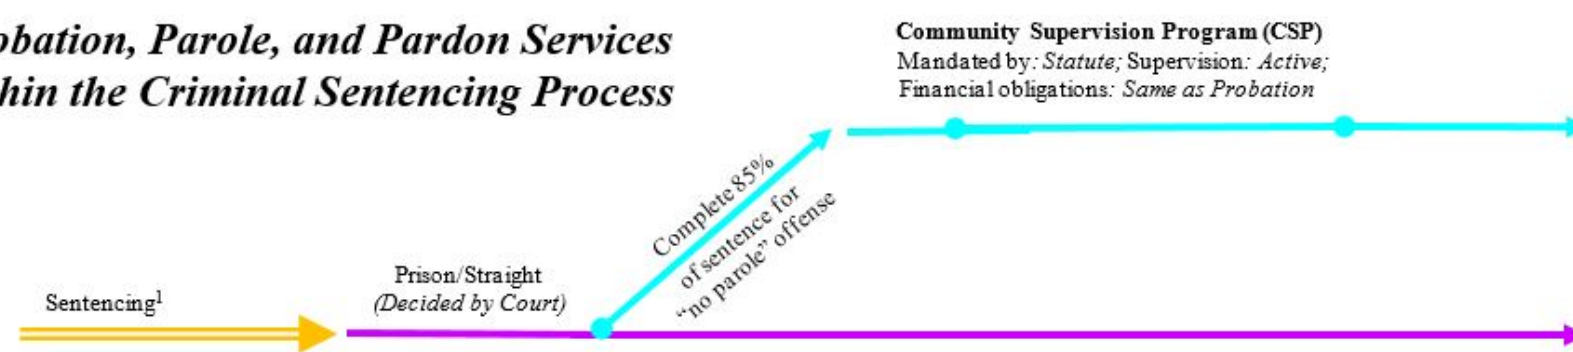 obation, Parole, and Pardon Services
hin the Criminal Sentencing Process
Community Supervision Program (CSP)
Mandated by: Statute; Supervision: Active;
Financial obligations: Same as Probation
Complete 85%
of sentence for
“no parole” offense
Prison/Straight
(Decided by Court)
Sentencing¹